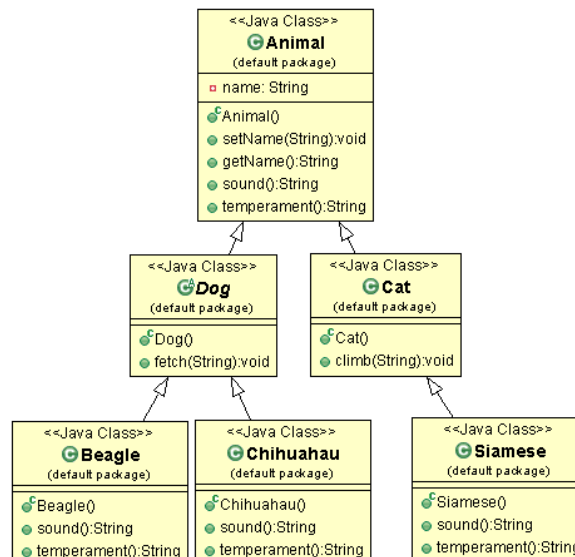 <<Java Class>>
Animal
(default package)
name: String
Animal()
setName(String):void
getName():String
sound():String
temperament():String
<<Java Class>>
Dog
(default package)
Dog()
fetch(String):void
<<Java Class>>
Cat
(default package)
Cat()
climb(String):void
<<Java Class>>
Beagle
(default package)
Beagle()
sound():String
temperament():String
<<Java Class>>
Chihuahau
(default package)
Chihuahau()
sound():String
temperament():String
<<Java Class>>
Siamese
(default package)
Siamese()
sound():String
temperament():String